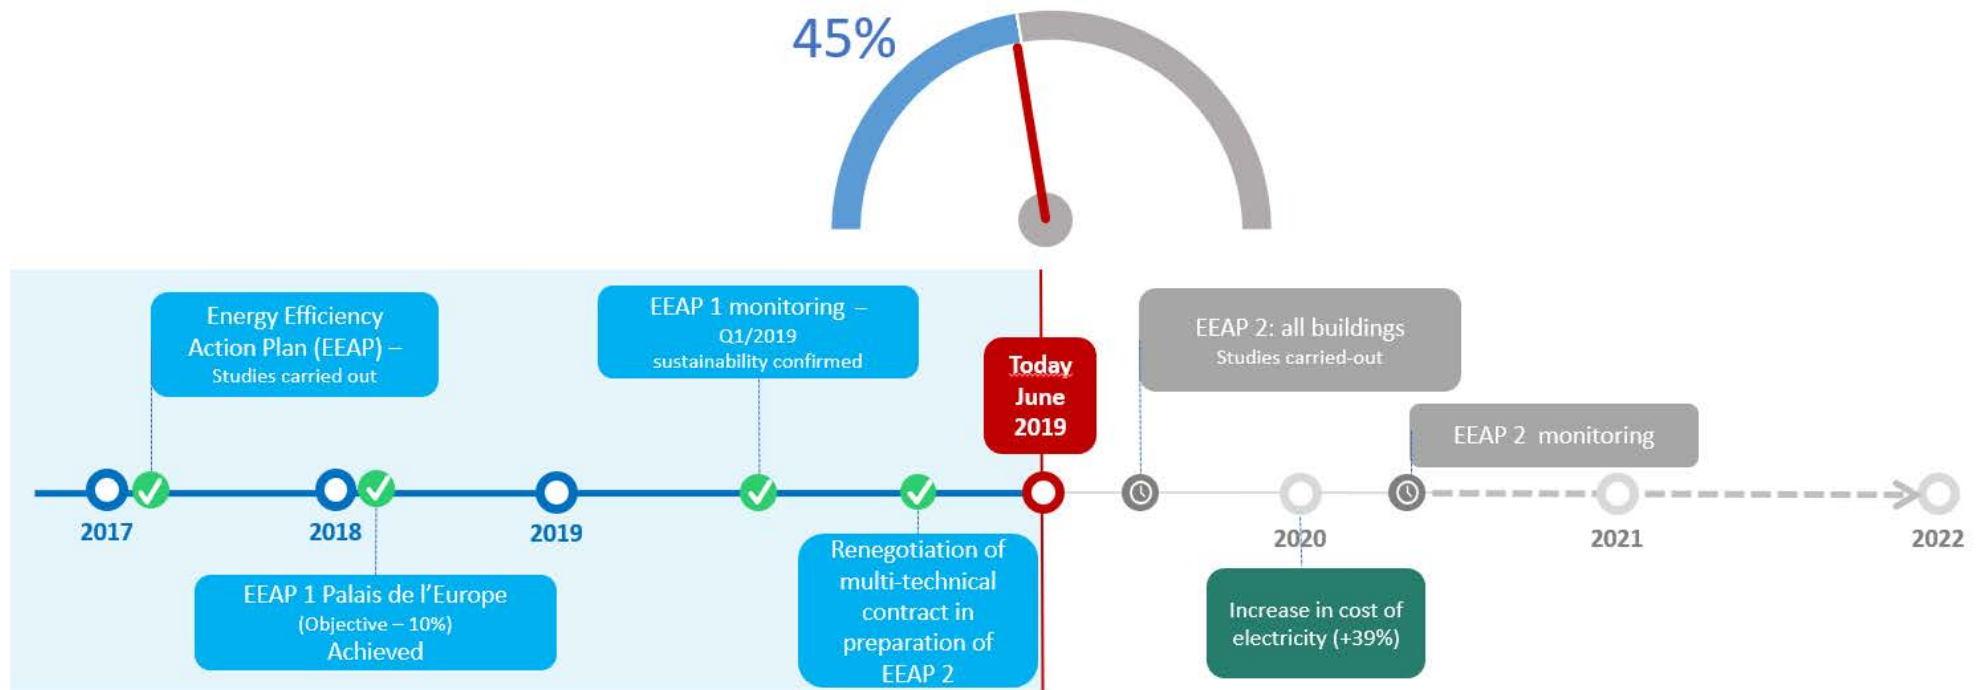 45%
Energy Efficiency
Action Plan (EEAP) –
Studies carried out
EEAP 1 monitoring –
Q1/2019
sustainability confirmed
Today
June
2019
EEAP 2: all buildings
Studies carried-out
EEAP 2 monitoring
2017
2018
2019
2020
2021
2022
EEAP 1 Palais de l'Europe
(Objective – 10%)
Achieved
Renegotiation of
multi-technical
contract in
preparation of
EEAP 2
Increase in cost of
electricity (+39%)